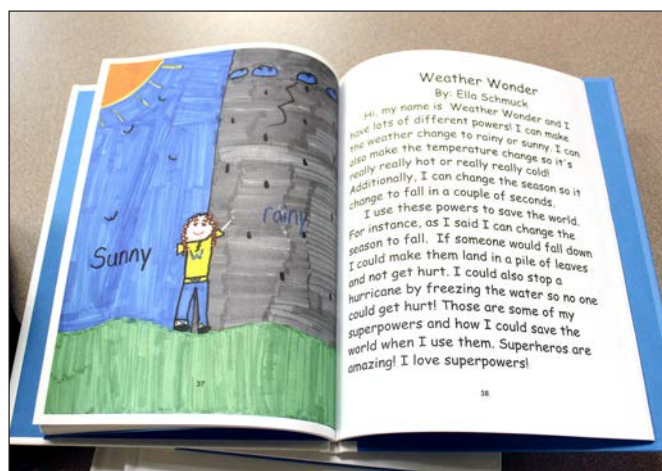 Sunny
rainy
W
37
Weather Wonder
By: Ella Schmuck
Hi, my name is Weather Wonder and I
have lots of different powers! I can make
the weather change to rainy or sunny. I can
also make the temperature change so it's
really really hot or really really cold!
Additionally, I can change the season so it
change to fall in a couple of seconds.
I use these powers to save the world.
For instance, as I said I can change the
season to fall. If someone would fall down
I could make them land in a pile of leaves
and not get hurt. I could also stop a
hurricane by freezing the water so no one
could get hurt! Those are some of my
superpowers and how I could save the
world when I use them. Superheros are
amazing! I love superpowers!
38